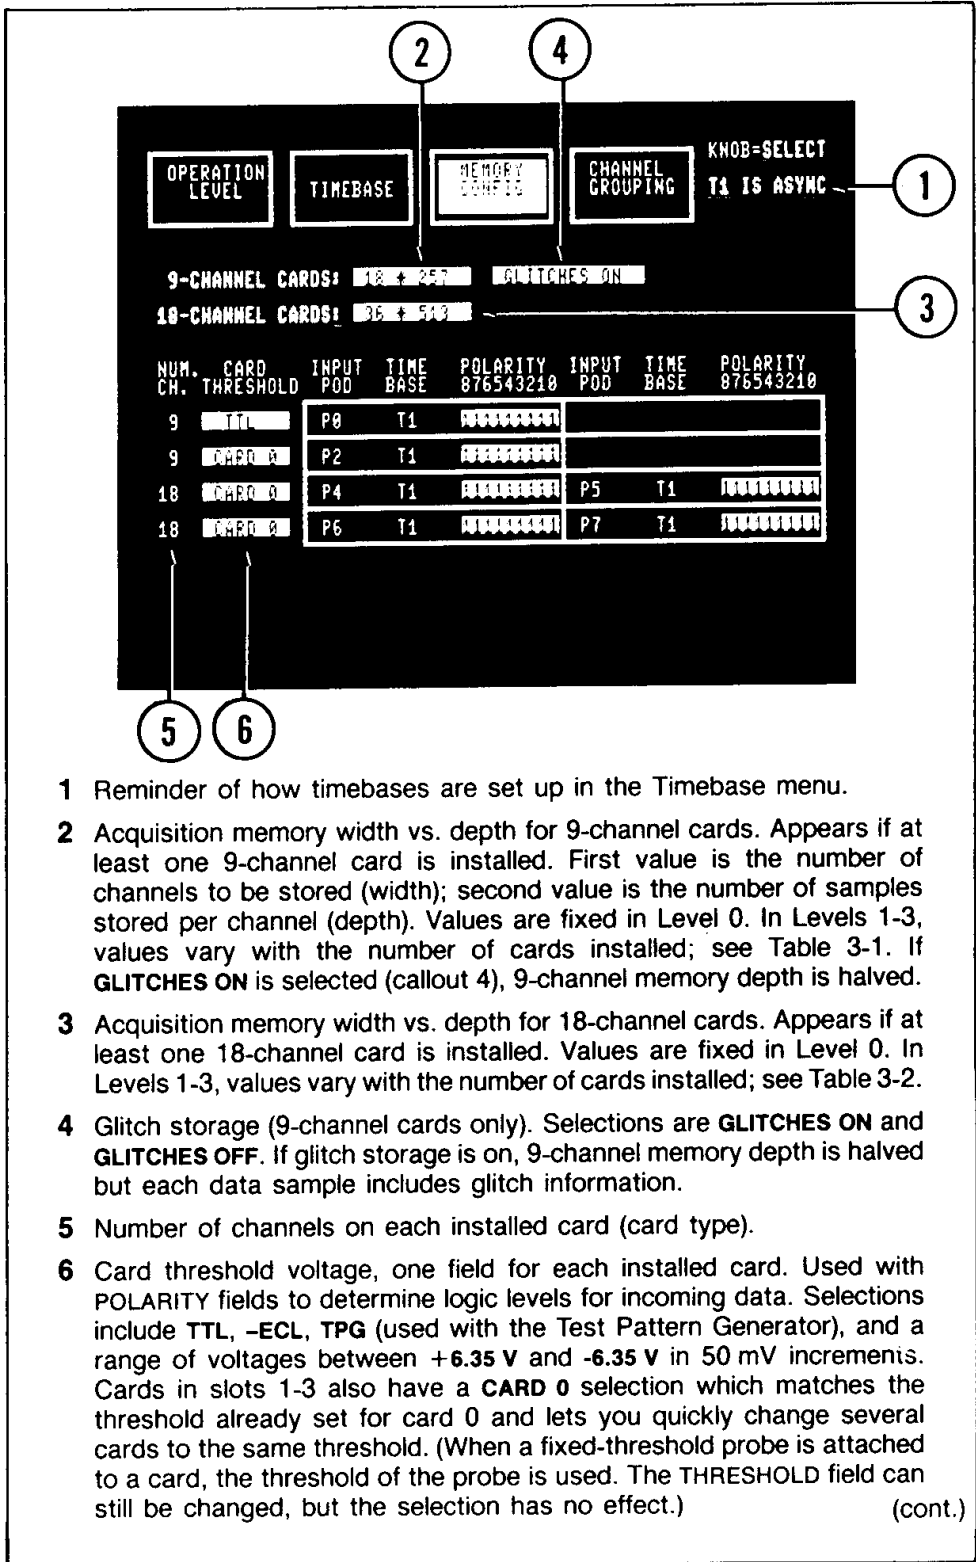 2 4
KNOB=SELECT
OPERATION LEVEL TIMEBASE MEMORY CONFIG CHANNEL GROUPING T1 IS ASYNC
1
9-CHANNEL CARDS: 18 * 257 GLITCHES ON
18-CHANNEL CARDS: 36 * 513
3
NUM. CARD INPUT TIME POLARITY INPUT TIME POLARITY
CH. THRESHOLD POD BASE 876543210 POD BASE 876543210
9 TTL P0 T1
9 CARD 0 P2 T1
18 CARD 0 P4 T1 P5 T1
18 CARD 0 P6 T1 P7 T1
5 6
1 Reminder of how timebases are set up in the Timebase menu.
2 Acquisition memory width vs. depth for 9-channel cards. Appears if at
least one 9-channel card is installed. First value is the number of
channels to be stored (width); second value is the number of samples
stored per channel (depth). Values are fixed in Level 0. In Levels 1-3,
values vary with the number of cards installed; see Table 3-1. If
GLITCHES ON is selected (callout 4), 9-channel memory depth is halved.
3 Acquisition memory width vs. depth for 18-channel cards. Appears if at
least one 18-channel card is installed. Values are fixed in Level 0. In
Levels 1-3, values vary with the number of cards installed; see Table 3-2.
4 Glitch storage (9-channel cards only). Selections are GLITCHES ON and
GLITCHES OFF. If glitch storage is on, 9-channel memory depth is halved
but each data sample includes glitch information.
5 Number of channels on each installed card (card type).
6 Card threshold voltage, one field for each installed card. Used with
POLARITY fields to determine logic levels for incoming data. Selections
include TTL, -ECL, TPG (used with the Test Pattern Generator), and a
range of voltages between +6.35 V and -6.35 V in 50 mV increments.
Cards in slots 1-3 also have a CARD 0 selection which matches the
threshold already set for card 0 and lets you quickly change several
cards to the same threshold. (When a fixed-threshold probe is attached
to a card, the threshold of the probe is used. The THRESHOLD field can
still be changed, but the selection has no effect.) (cont.)